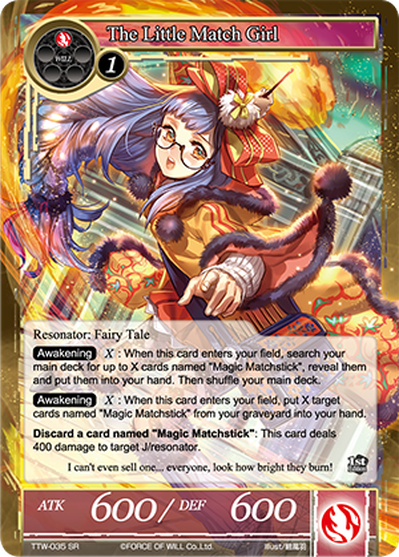 The Little Match Girl
WILL
1
Resonator: Fairy Tale
Awakening X : When this card enters your field, search your
main deck for up to X cards named "Magic Matchstick", reveal them
and put them into your hand. Then shuffle your main deck.
Awakening X : When this card enters your field, put X target
cards named "Magic Matchstick" from your graveyard into your hand.
Discard a card named "Magic Matchstick": This card deals
400 damage to target J/resonator.
I can't even sell one... everyone, look how bright they burn!
1st
Edition
ATK 600/ DEF 600
TTW-035 SR ©FORCE OF WILL Co.,Ltd. Illust/